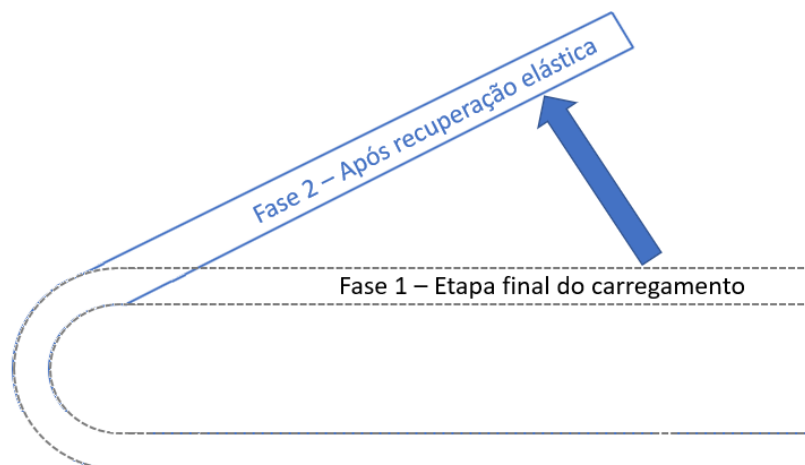 Fase 2 – Após recuperação elástica
Fase 1 – Etapa final do carregamento